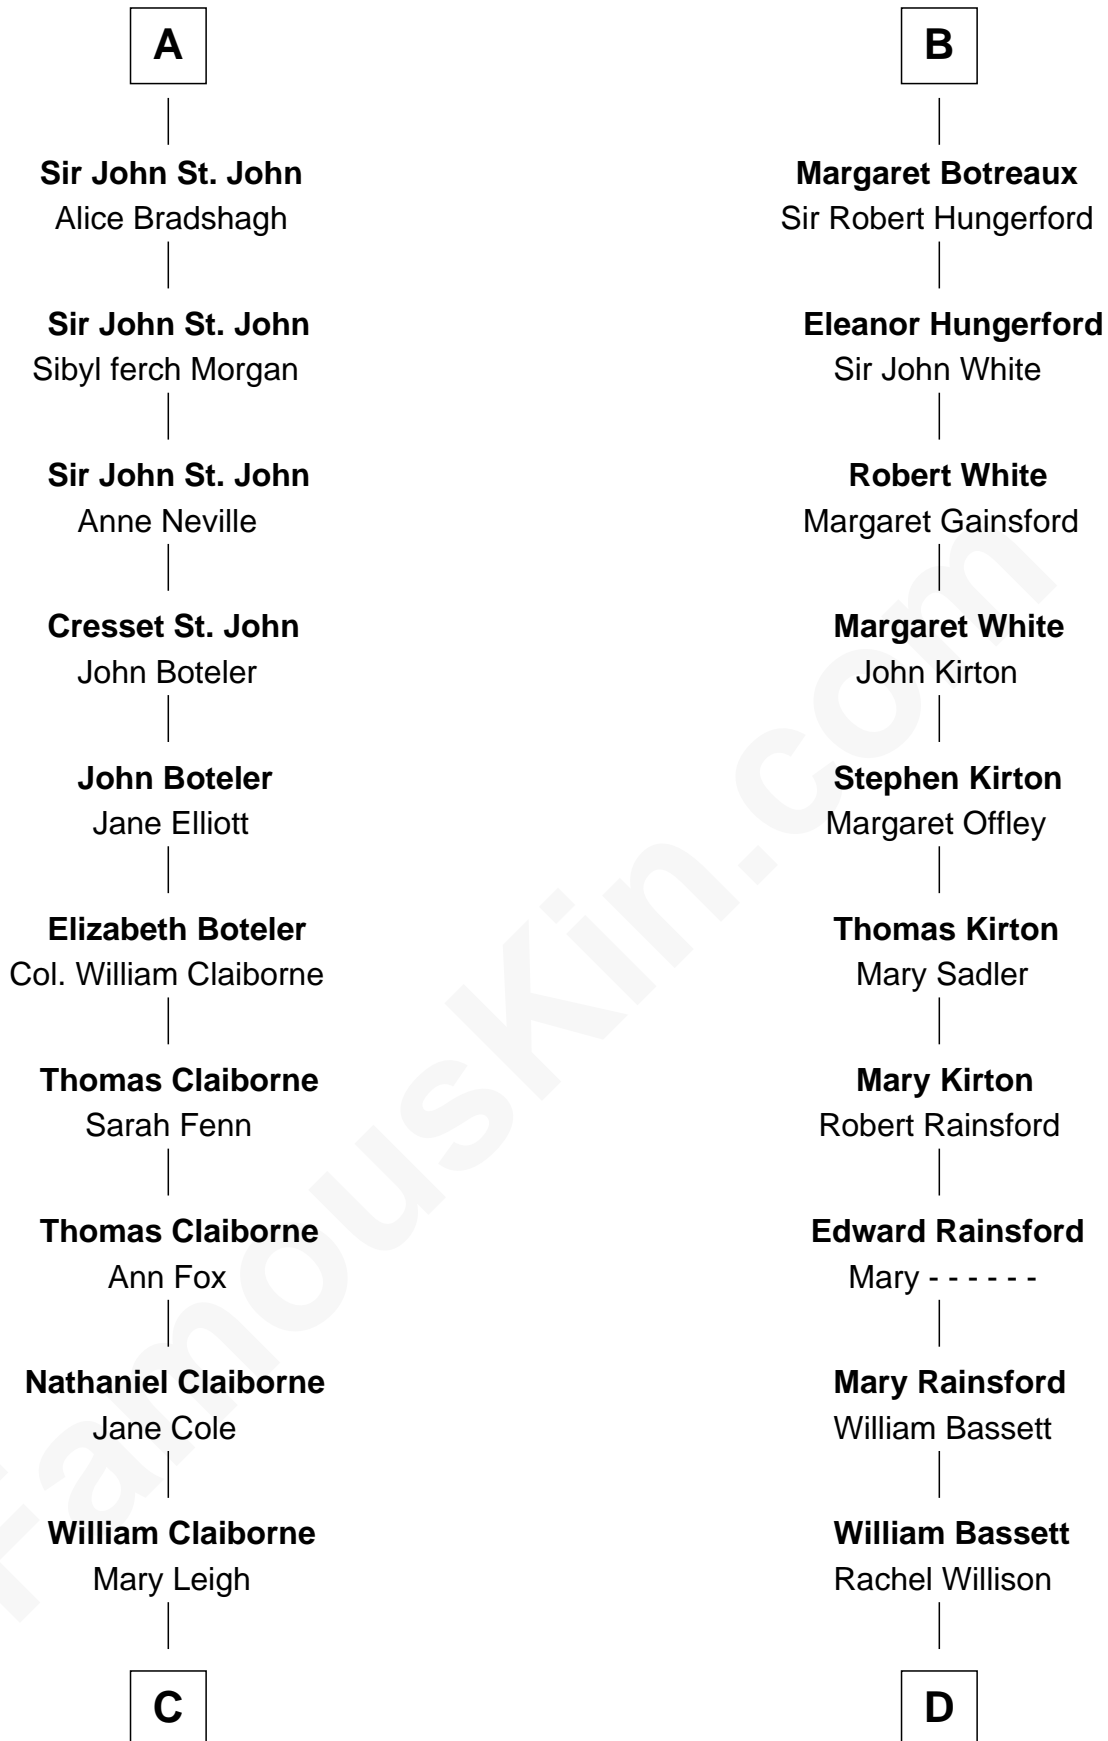 A
Sir John St. John
Alice Bradshagh
Sir John St. John
Sibyl ferch Morgan
Sir John St. John
Anne Neville
Cresset St. John
John Boteler
John Boteler
Jane Elliott
Elizabeth Boteler
Col. William Claiborne
Thomas Claiborne
Sarah Fenn
Thomas Claiborne
Ann Fox
Nathaniel Claiborne
Jane Cole
William Claiborne
Mary Leigh
C
B
Margaret Botreaux
Sir Robert Hungerford
Eleanor Hungerford
Sir John White
Robert White
Margaret Gainsford
Margaret White
John Kirton
Stephen Kirton
Margaret Offley
Thomas Kirton
Mary Sadler
Mary Kirton
Robert Rainsford
Edward Rainsford
Mary - - - - - -
Mary Rainsford
William Bassett
William Bassett
Rachel Willison
D
FamousKin.com